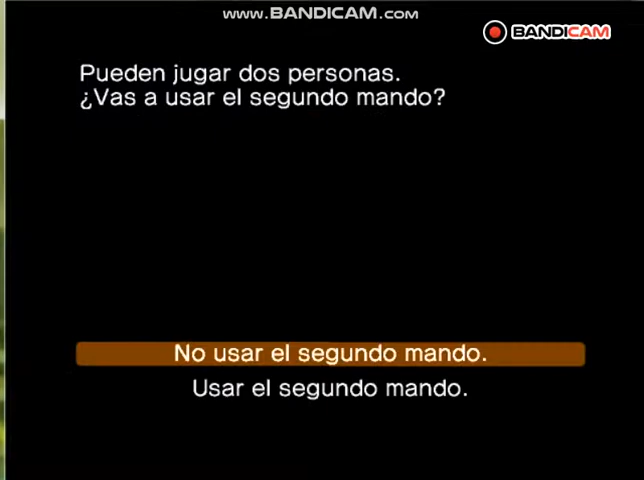 www.BANDICAM.com
BANDICAM
Pueden jugar dos personas.
¿Vas a usar el segundo mando?
No usar el segundo mando.
Usar el segundo mando.